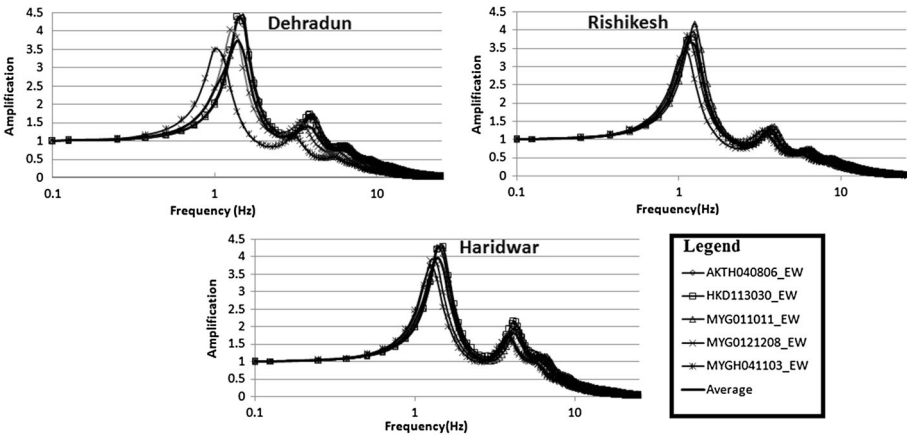 Dehradun
Amplification
4.5
4
3.5
3
2.5
2
1.5
1
0.5
0
0.1
1
10
Frequency (Hz)
Rishikesh
Amplification
4.5
4
3.5
3
2.5
2
1.5
1
0.5
0
0.1
1
10
Frequency(Hz)
Haridwar
Amplification
4.5
4
3.5
3
2.5
2
1.5
1
0.5
0
0.1
1
10
Frequency(Hz)
Legend
AKTH040806_EW
HKD113030_EW
MYG011011_EW
MYG0121208_EW
MYGH041103_EW
Average